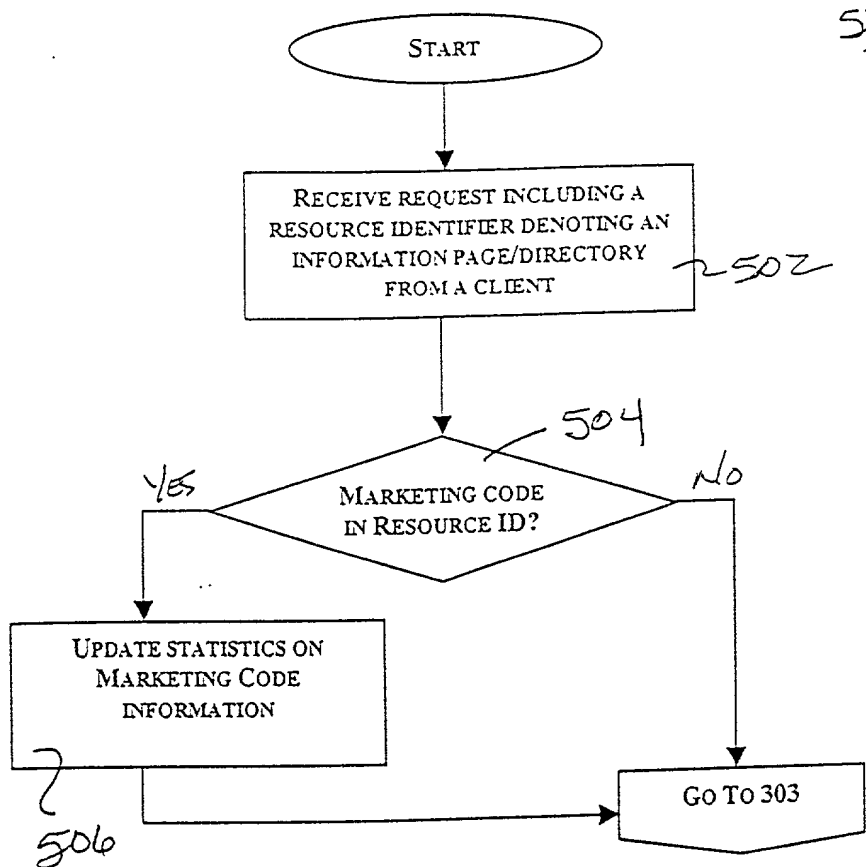 START
RECEIVE REQUEST INCLUDING A
RESOURCE IDENTIFIER DENOTING AN
INFORMATION PAGE/DIRECTORY
FROM A CLIENT
502
504
YES
NO
MARKETING CODE
IN RESOURCE ID?
UPDATE STATISTICS ON
MARKETING CODE
INFORMATION
506
GO TO 303